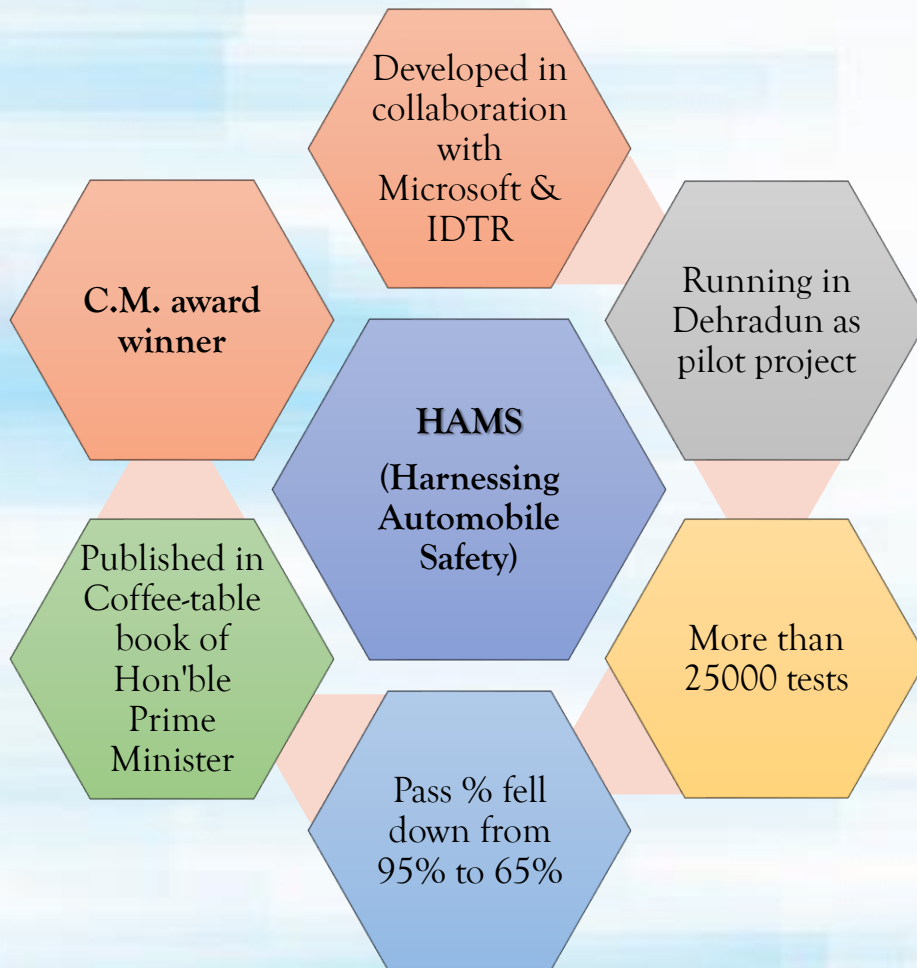 Developed in
collaboration
with
Microsoft &
IDTR
Running in
Dehradun as
pilot project
More than
25000 tests
Pass % fell
down from
95% to 65%
Published in
Coffee-table
book of
Hon'ble
Prime
Minister
C.M. award
winner
HAMS
(Harnessing
Automobile
Safety)